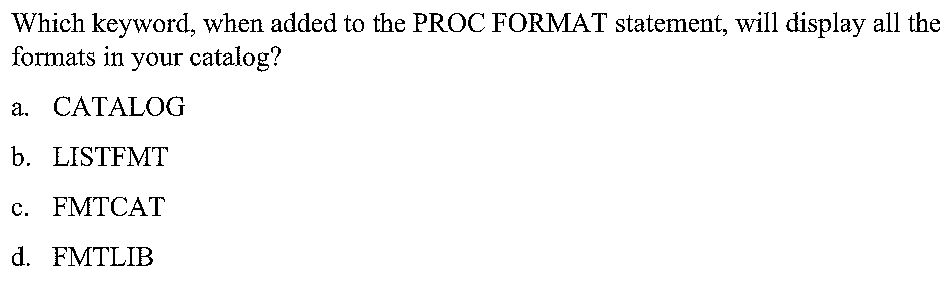 Which keyword, when added to the PROC FORMAT statement, will display all the
formats in your catalog?
a. CATALOG
b. LISTFMT
c. FMTCAT
d. FMTLIB